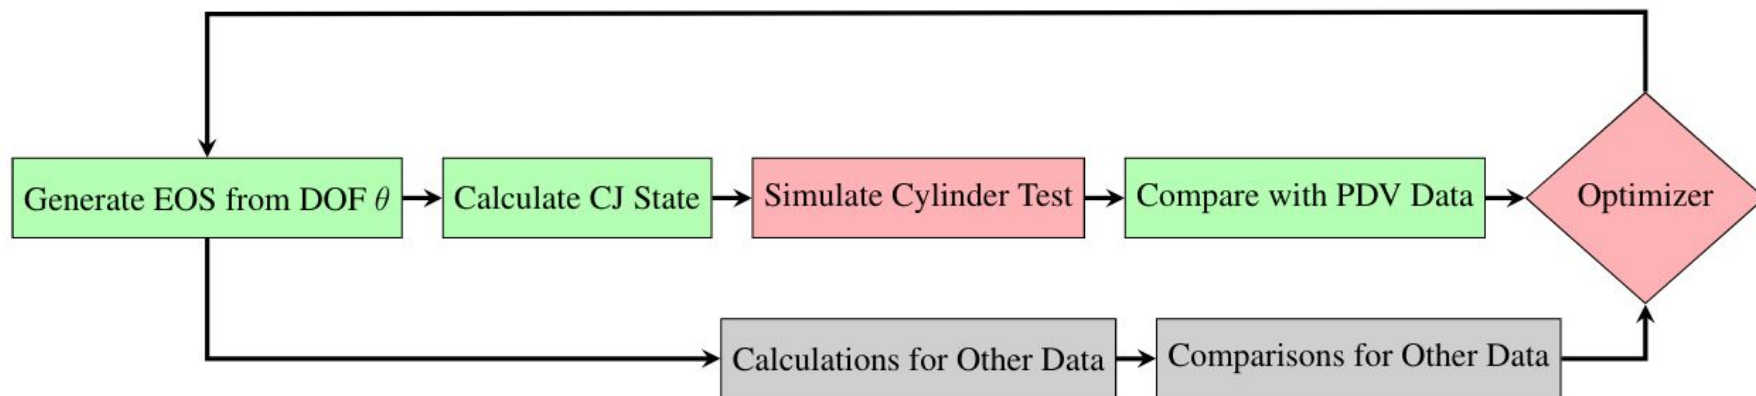 Generate EOS from DOF θ
Calculate CJ State
Simulate Cylinder Test
Compare with PDV Data
Optimizer
Calculations for Other Data
Comparisons for Other Data